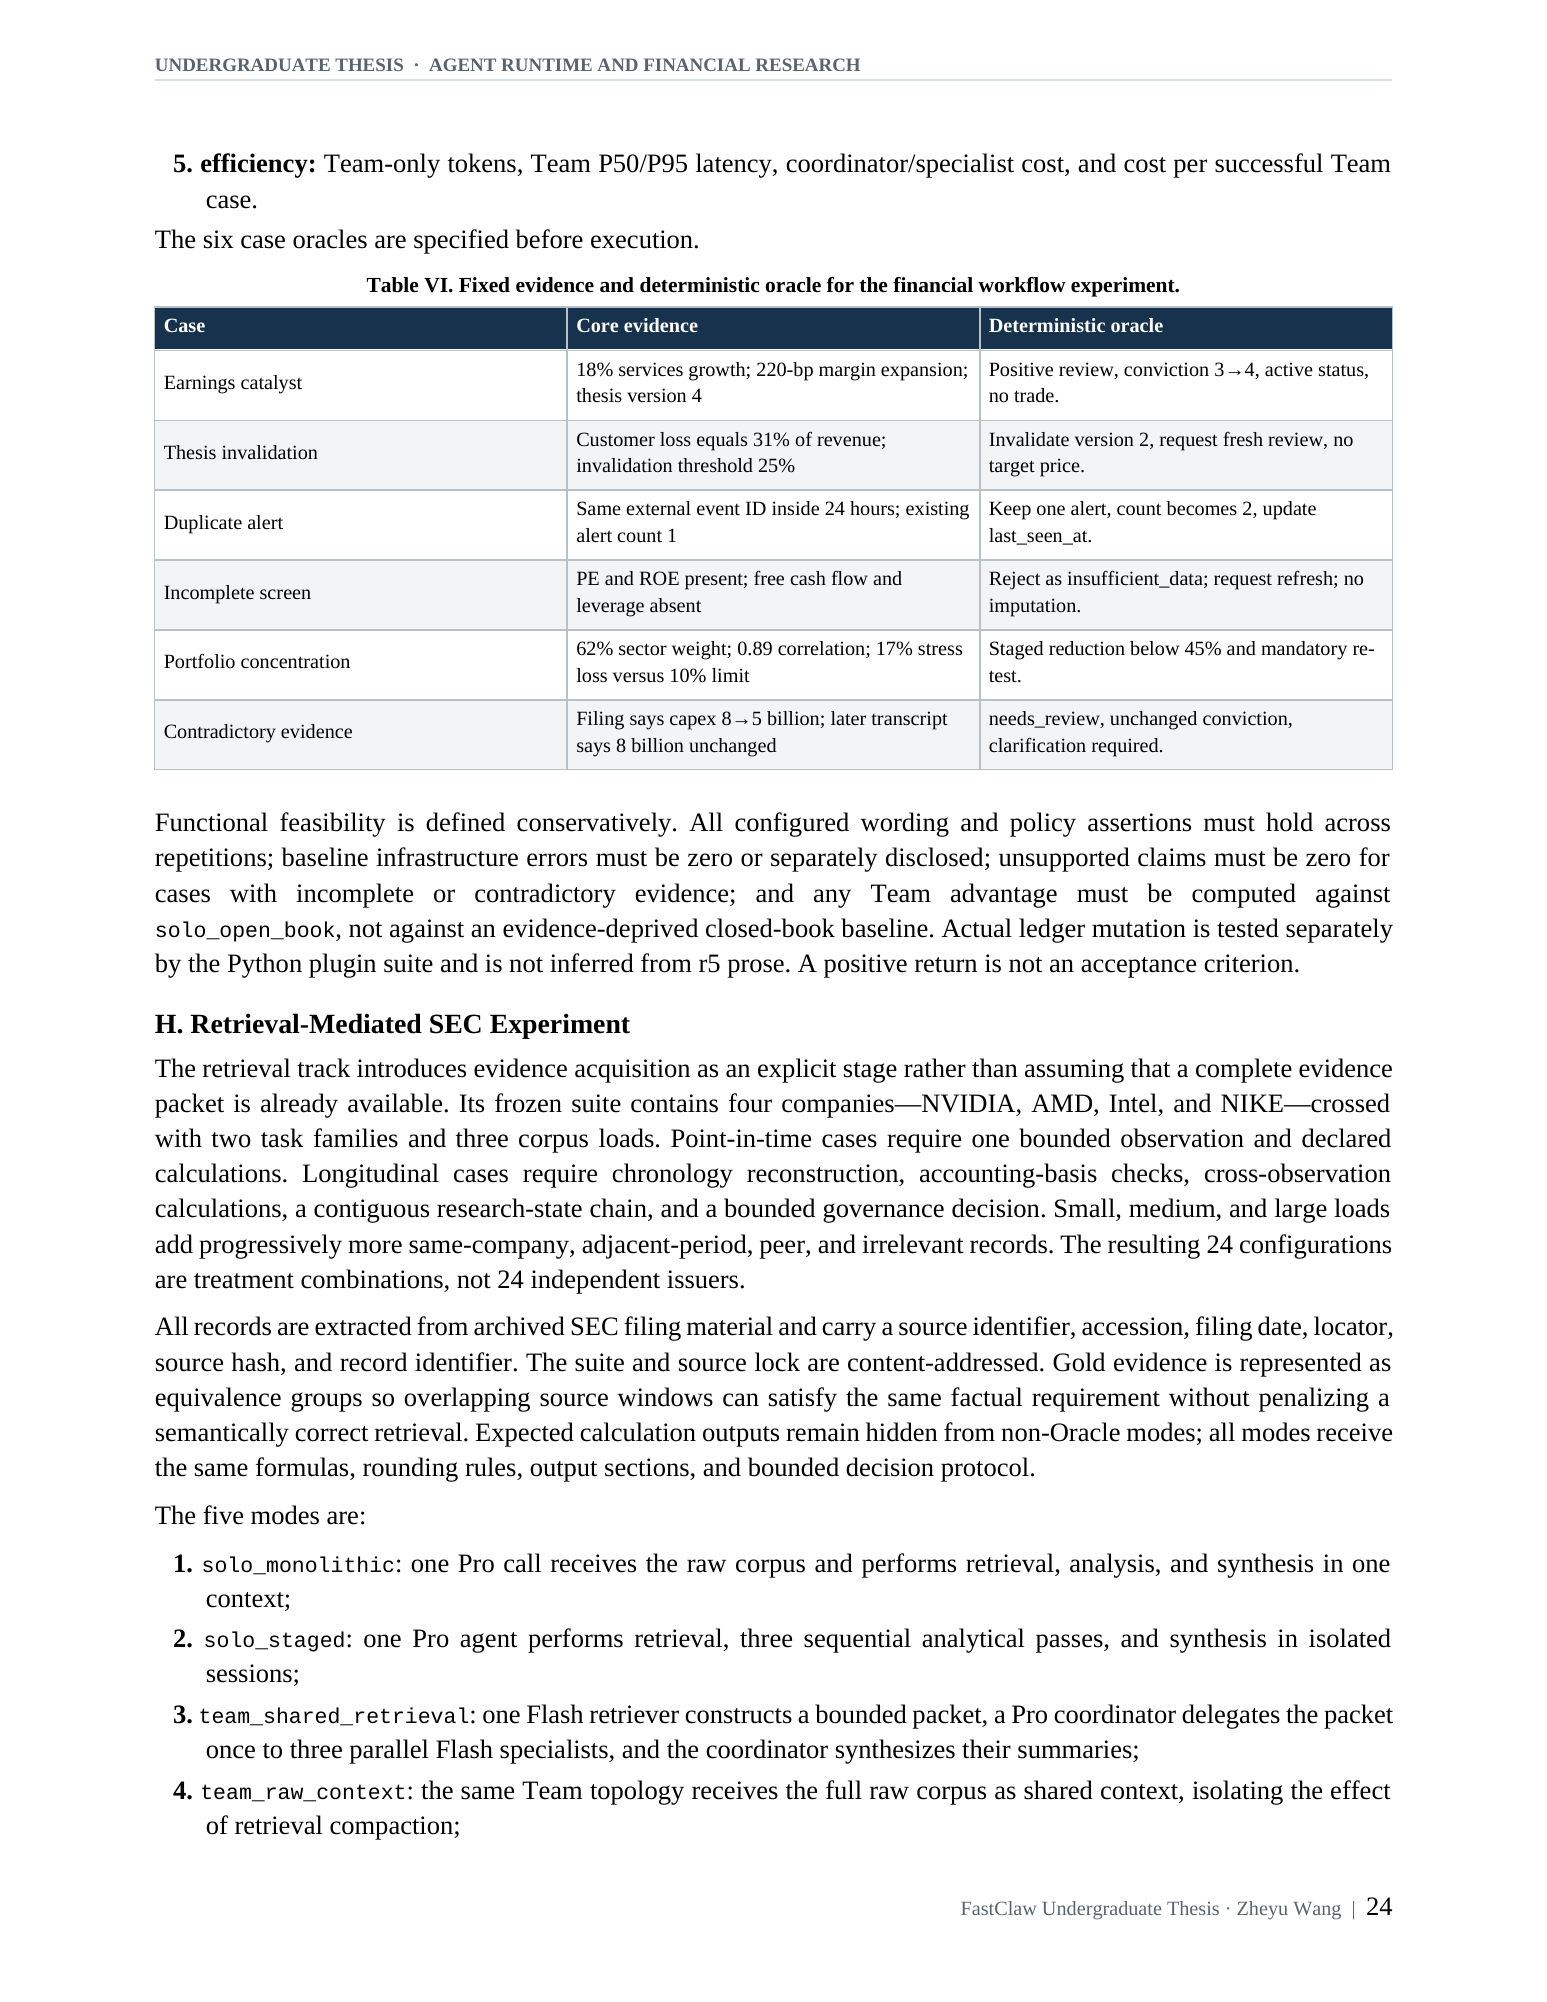 UNDERGRADUATE THESIS · AGENT RUNTIME AND FINANCIAL RESEARCH
5. efficiency: Team-only tokens, Team P50/P95 latency, coordinator/specialist cost, and cost per successful Team
case.
The six case oracles are specified before execution.
Table VI. Fixed evidence and deterministic oracle for the financial workflow experiment.
Case
Core evidence
Deterministic oracle
Earnings catalyst
18% services growth; 220-bp margin expansion;
thesis version 4
Positive review, conviction 3→4, active status,
no trade.
Thesis invalidation
Customer loss equals 31% of revenue;
invalidation threshold 25%
Invalidate version 2, request fresh review, no
target price.
Duplicate alert
Same external event ID inside 24 hours; existing
alert count 1
Keep one alert, count becomes 2, update
last_seen_at.
Incomplete screen
PE and ROE present; free cash flow and
leverage absent
Reject as insufficient_data; request refresh; no
imputation.
Portfolio concentration
62% sector weight; 0.89 correlation; 17% stress
loss versus 10% limit
Staged reduction below 45% and mandatory re-
test.
Contradictory evidence
Filing says capex 8→5 billion; later transcript
says 8 billion unchanged
needs_review, unchanged conviction,
clarification required.
Functional feasibility is defined conservatively. All configured wording and policy assertions must hold across
repetitions; baseline infrastructure errors must be zero or separately disclosed; unsupported claims must be zero for
cases with incomplete or contradictory evidence; and any Team advantage must be computed against
solo_open_book, not against an evidence-deprived closed-book baseline. Actual ledger mutation is tested separately
by the Python plugin suite and is not inferred from r5 prose. A positive return is not an acceptance criterion.
H. Retrieval-Mediated SEC Experiment
The retrieval track introduces evidence acquisition as an explicit stage rather than assuming that a complete evidence
packet is already available. Its frozen suite contains four companies—NVIDIA, AMD, Intel, and NIKE—crossed
with two task families and three corpus loads. Point-in-time cases require one bounded observation and declared
calculations. Longitudinal cases require chronology reconstruction, accounting-basis checks, cross-observation
calculations, a contiguous research-state chain, and a bounded governance decision. Small, medium, and large loads
add progressively more same-company, adjacent-period, peer, and irrelevant records. The resulting 24 configurations
are treatment combinations, not 24 independent issuers.
All records are extracted from archived SEC filing material and carry a source identifier, accession, filing date, locator,
source hash, and record identifier. The suite and source lock are content-addressed. Gold evidence is represented as
equivalence groups so overlapping source windows can satisfy the same factual requirement without penalizing a
semantically correct retrieval. Expected calculation outputs remain hidden from non-Oracle modes; all modes receive
the same formulas, rounding rules, output sections, and bounded decision protocol.
The five modes are:
1. solo_monolithic: one Pro call receives the raw corpus and performs retrieval, analysis, and synthesis in one
context;
2. solo_staged: one Pro agent performs retrieval, three sequential analytical passes, and synthesis in isolated
sessions;
3. team_shared_retrieval: one Flash retriever constructs a bounded packet, a Pro coordinator delegates the packet
once to three parallel Flash specialists, and the coordinator synthesizes their summaries;
4. team_raw_context: the same Team topology receives the full raw corpus as shared context, isolating the effect
of retrieval compaction;
FastClaw Undergraduate Thesis · Zheyu Wang | 24